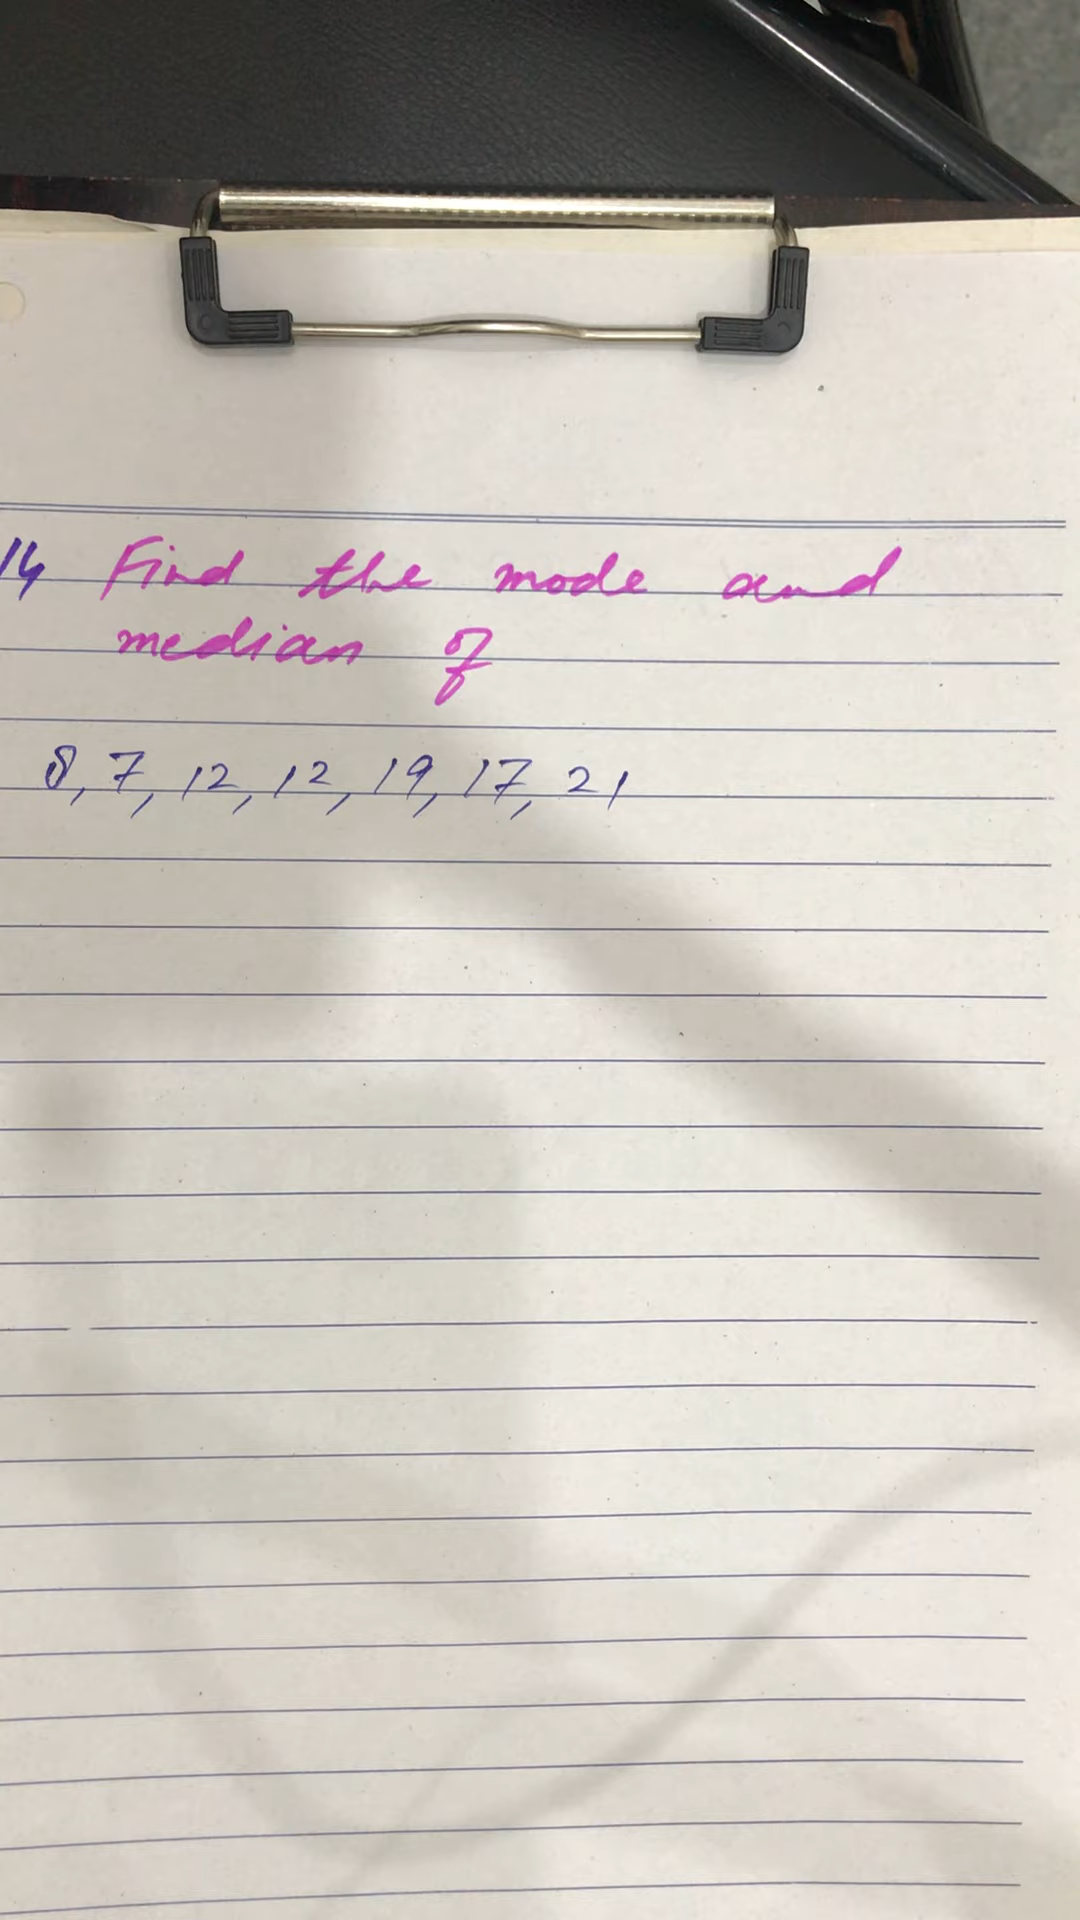 14 Find the mode and
median of
8, 7, 12, 12, 19, 17, 21